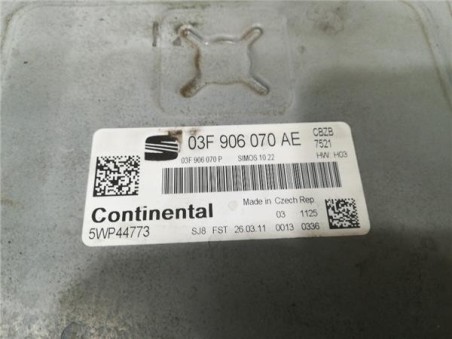 03F 906 070 AE CBZB
7521
03F 906 070 P SIMOS 10.22 HW: H03
Continental Made in Czech Rep.
03 1125
5WP44773 SJ8 FST 26.03.11 0013 0336